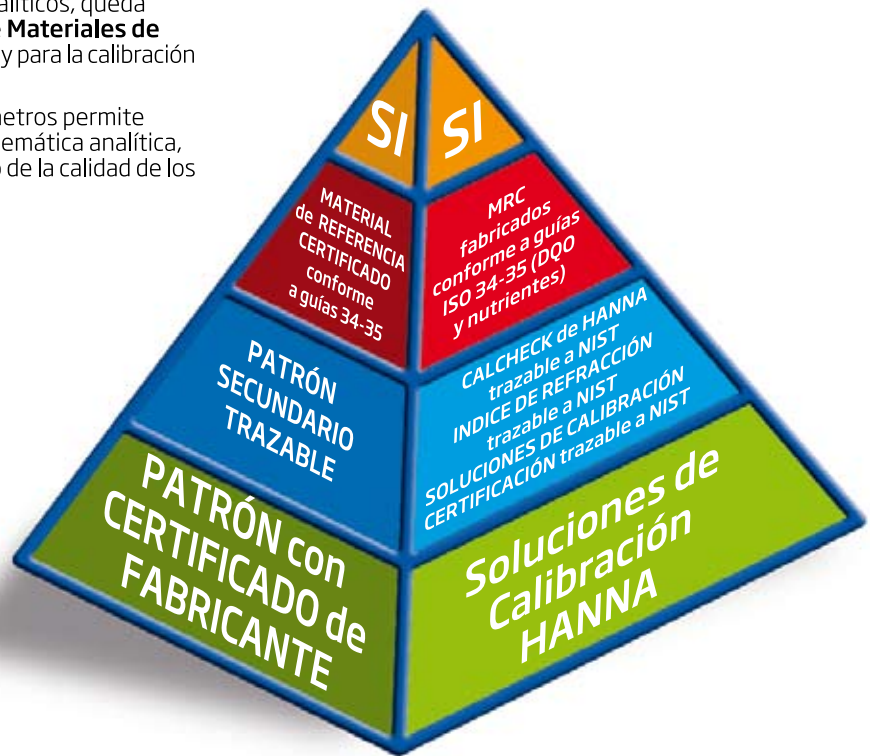 alíticos, queda
Materiales de
y para la calibración
metros permite
emática analítica,
de la calidad de los
SI
SI
MATERIAL
de REFERENCIA
CERTIFICADO
conforme
a guías 34-35
MRC
fabricados
conforme a guías
ISO 34-35 (DQO
y nutrientes)
PATRÓN
SECUNDARIO
TRAZABLE
CALCHECK de HANNA
trazable a NIST
INDICE DE REFRACCIÓN
trazable a NIST
SOLUCIONES DE CALIBRACIÓN
CERTIFICACIÓN trazable a NIST
PATRÓN con
CERTIFICADO de
FABRICANTE
Soluciones de
Calibración
HANNA